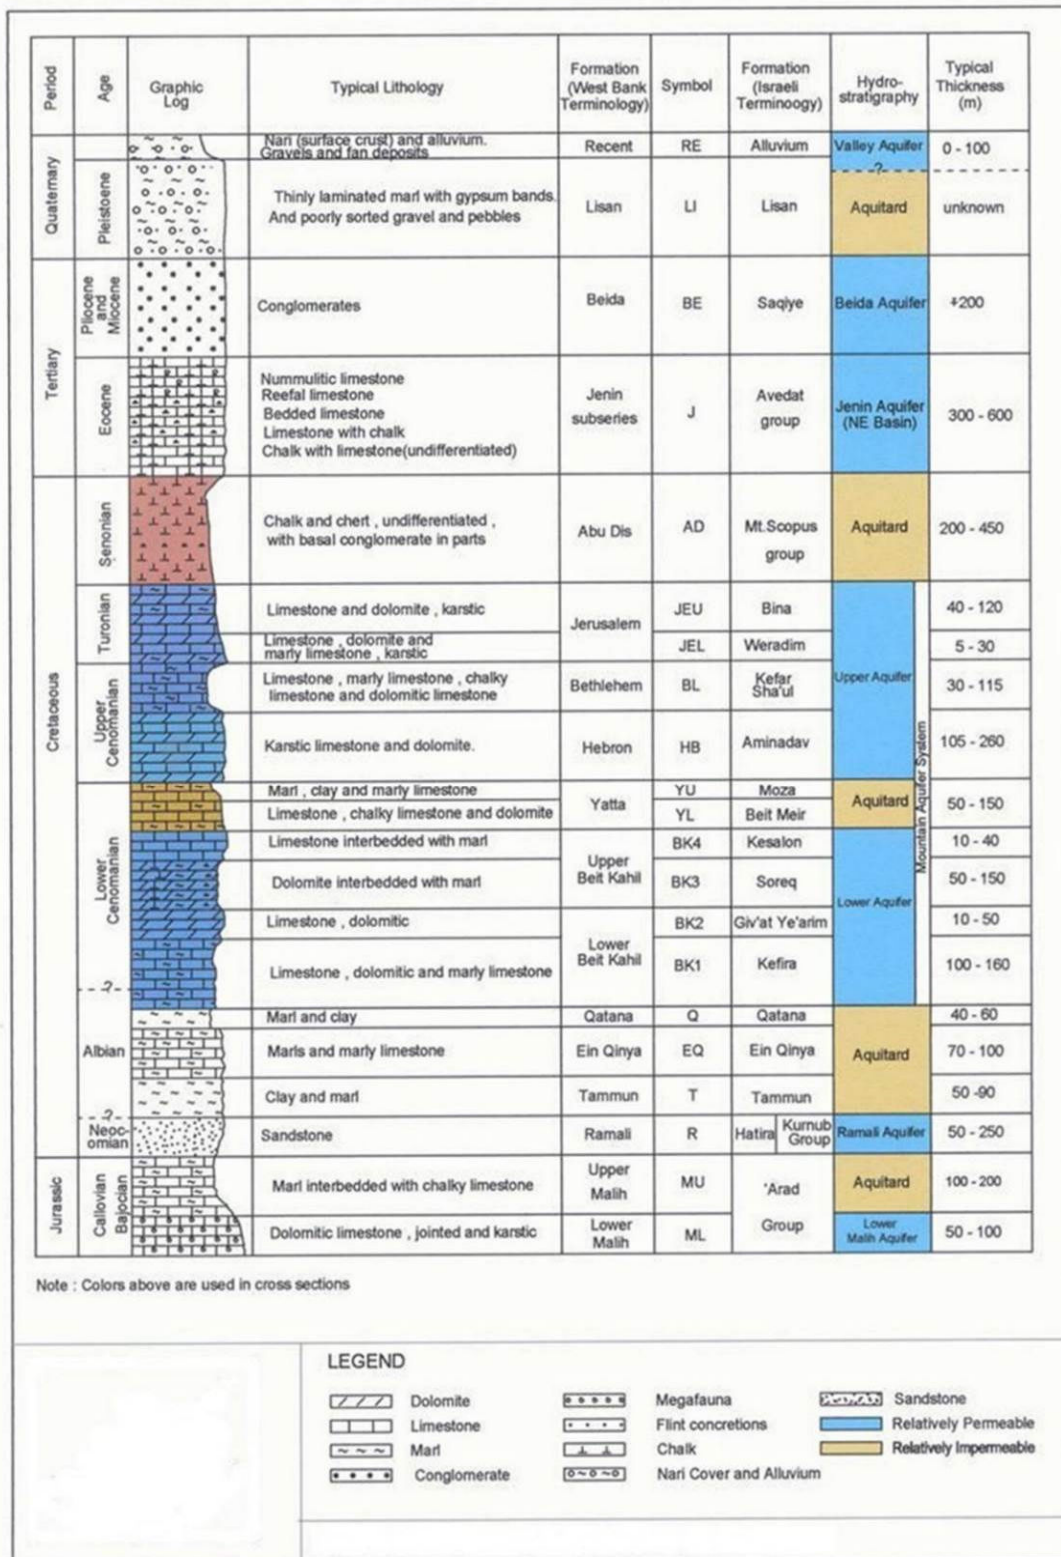 Period
Age
Graphic
Log
Typical Lithology
Formation
(West Bank
Terminology)
Symbol
Formation
(Israeli
Terminoogy)
Hydro-
stratigraphy
Typical
Thickness
(m)
Quaternary
Nari (surface crust) and alluvium.
Gravels and fan deposits
Recent
RE
Alluvium
Valley Aquifer
?
0 - 100
Pleistoene
Thinly laminated marl with gypsum bands.
And poorly sorted gravel and pebbles
Lisan
LI
Lisan
Aquitard
unknown
Tertiary
Pliocene
and
Miocene
Conglomerates
Beida
BE
Saqiye
Beida Aquifer
+200
Eocene
Nummulitic limestone
Reefal limestone
Bedded limestone
Limestone with chalk
Chalk with limestone(undifferentiated)
Jenin
subseries
J
Avedat
group
Jenin Aquifer
(NE Basin)
300 - 600
Cretaceous
Senonian
Chalk and chert , undifferentiated ,
with basal conglomerate in parts
Abu Dis
AD
Mt.Scopus
group
Aquitard
200 - 450
Turonian
Limestone and dolomite , karstic
Jerusalem
JEU
Bina
Upper Aquifer
Mountain Aquifer System
40 - 120
Limestone , dolomite and
marly limestone , karstic
JEL
Weradim
5 - 30
Upper
Cenomanian
Limestone , marly limestone , chalky
limestone and dolomitic limestone
Bethlehem
BL
Kefar
Sha'ul
30 - 115
Karstic limestone and dolomite.
Hebron
HB
Aminadav
105 - 260
Lower
Cenomanian
Marl , clay and marly limestone
Yatta
YU
Moza
Aquitard
50 - 150
Limestone , chalky limestone and dolomite
YL
Beit Meir
Limestone interbedded with marl
Upper
Beit Kahil
BK4
Kesalon
Lower Aquifer
10 - 40
Dolomite interbedded with marl
BK3
Soreq
50 - 150
Limestone , dolomitic
Lower
Beit Kahil
BK2
Giv'at Ye'arim
10 - 50
Limestone , dolomitic and marly limestone
BK1
Kefira
100 - 160
?
Albian
Marl and clay
Qatana
Q
Qatana
Aquitard
40 - 60
Marls and marly limestone
Ein Qinya
EQ
Ein Qinya
70 - 100
Clay and marl
Tammun
T
Tammun
50 -90
?
Neoc-
omian
Sandstone
Ramali
R
Hatira
Kurnub
Group
Ramali Aquifer
50 - 250
Jurassic
Callovian
Bajocian
Marl interbedded with chalky limestone
Upper
Malih
MU
'Arad
Group
Aquitard
100 - 200
Dolomitic limestone , jointed and karstic
Lower
Malih
ML
Lower
Malih Aquifer
50 - 100
Note : Colors above are used in cross sections
LEGEND
Dolomite
Limestone
Marl
Conglomerate
Megafauna
Flint concretions
Chalk
Nari Cover and Alluvium
Sandstone
Relatively Permeable
Relatively Impermeable